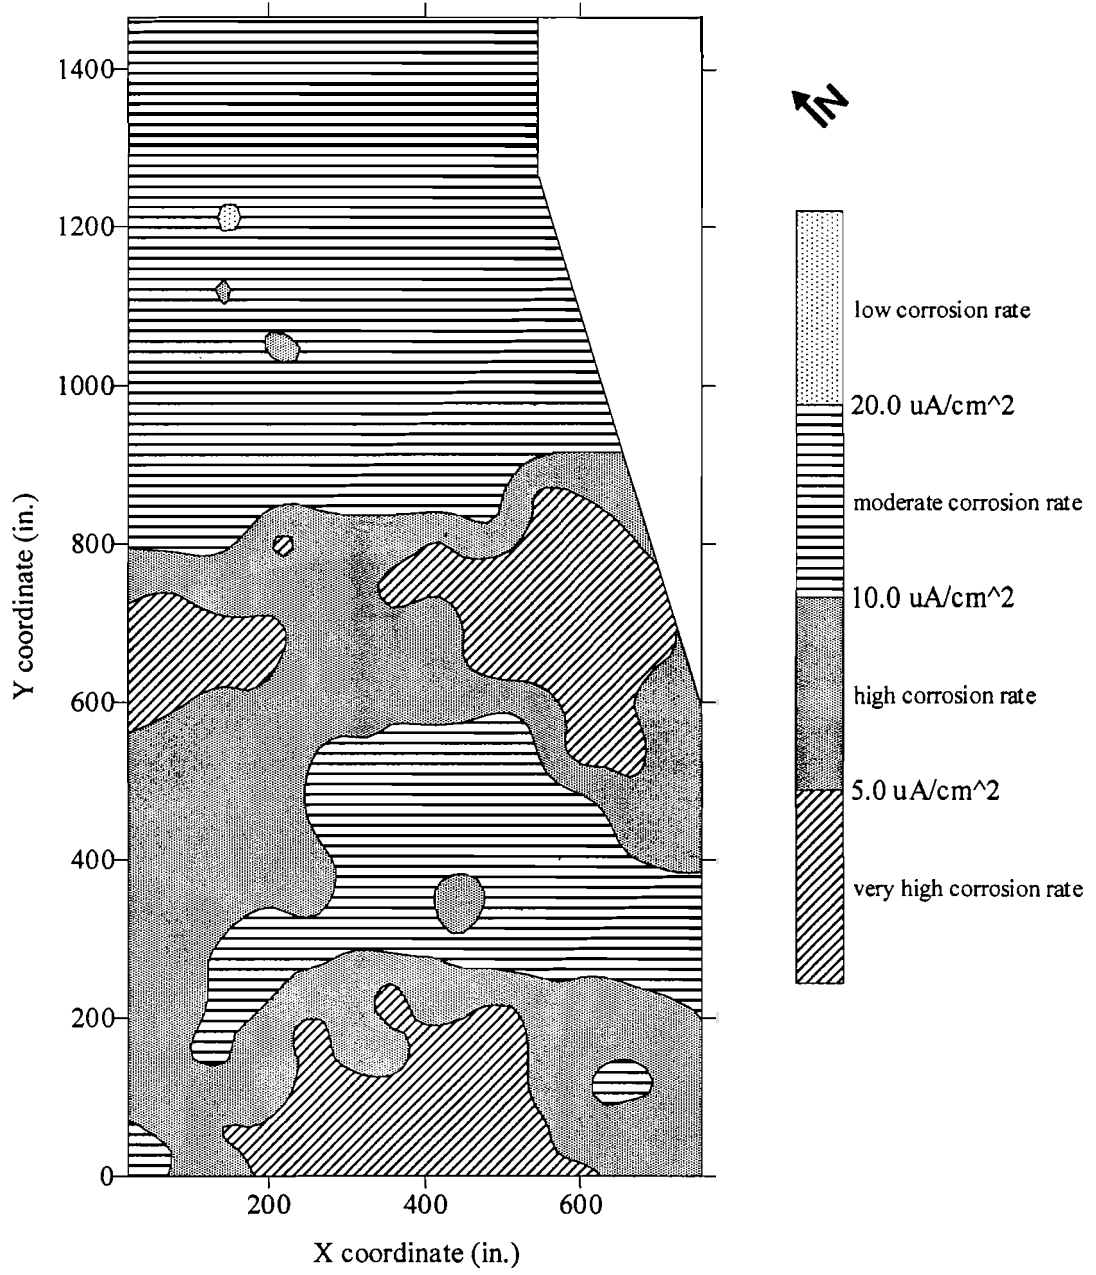 1400
1200
1000
800
600
400
200
0
200
400
600
X coordinate (in.)
Y coordinate (in.)
N
low corrosion rate
20.0 uA/cm^2
moderate corrosion rate
10.0 uA/cm^2
high corrosion rate
5.0 uA/cm^2
very high corrosion rate